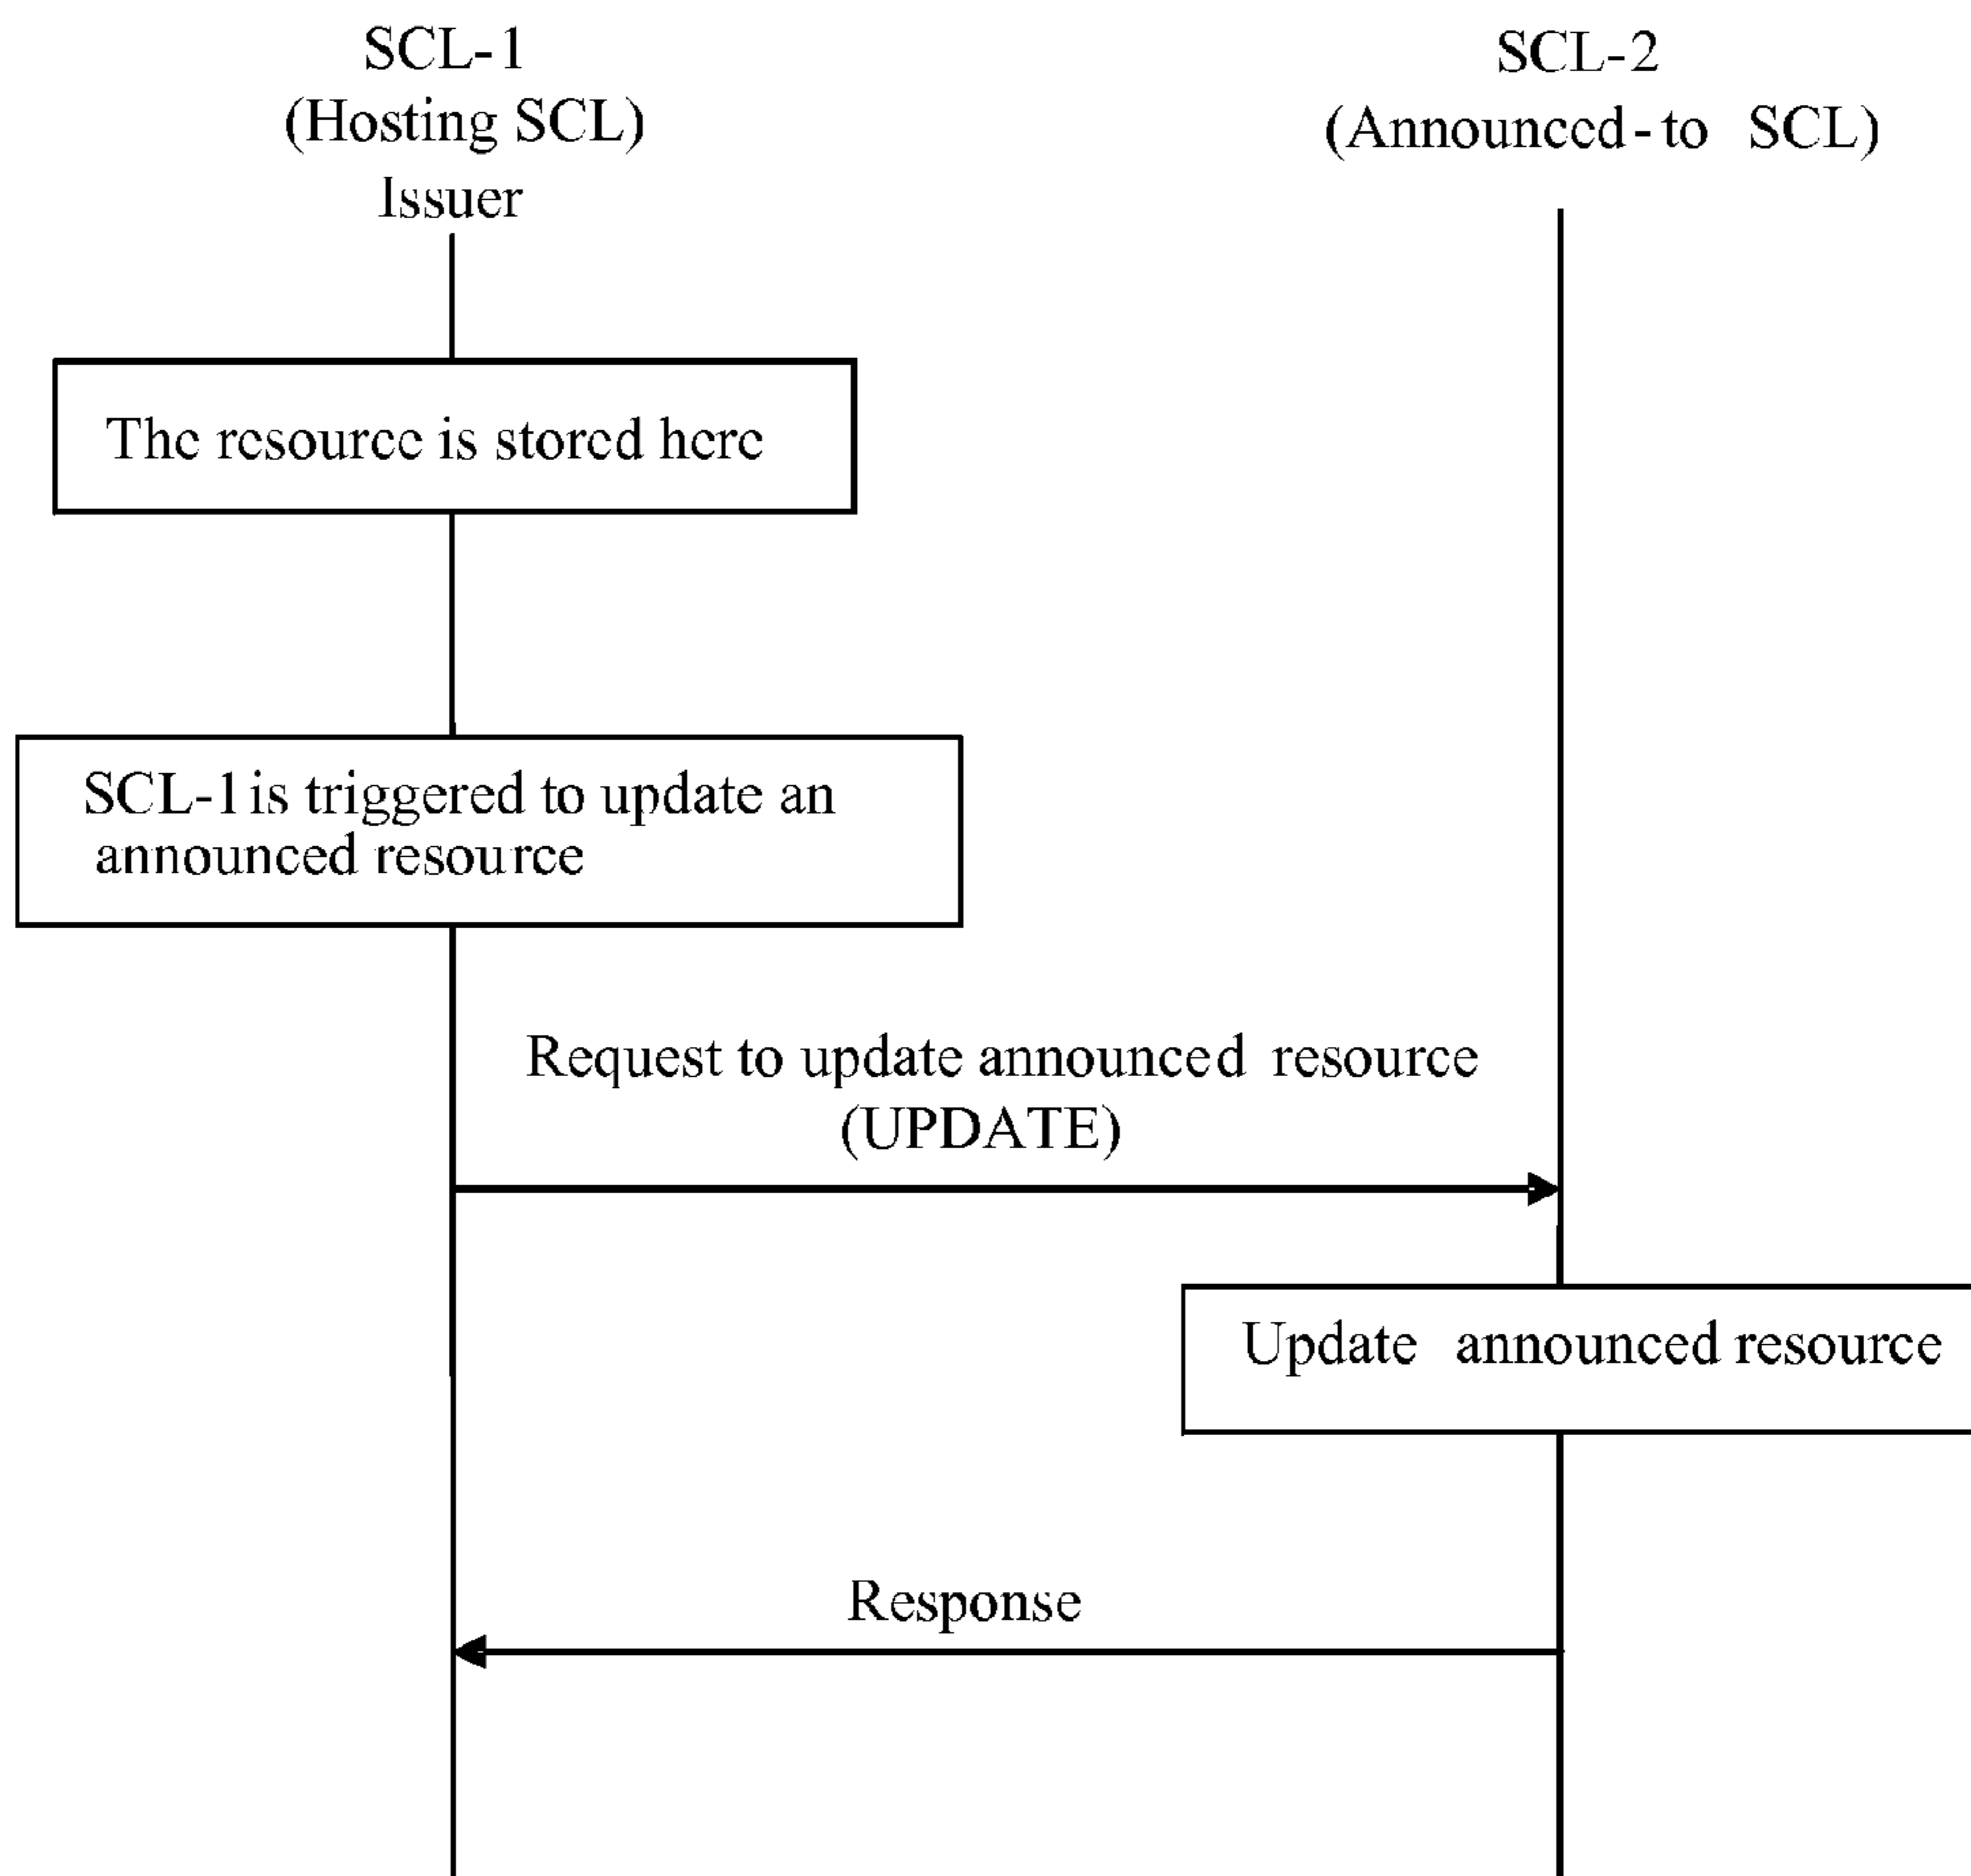 SCL-1
(Hosting SCL)
Issuer
SCL-2
(Announced-to SCL)
The resource is stored here
SCL-1 is triggered to update an
announced resource
Request to update announced resource
(UPDATE)
Update announced resource
Response